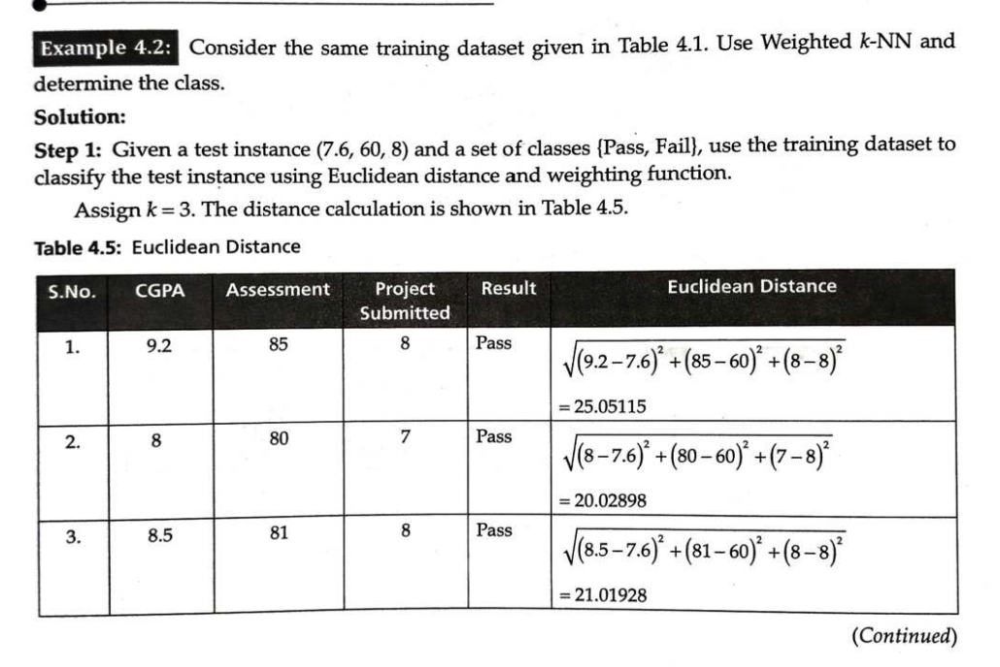 Example 4.2: Consider the same training dataset given in Table 4.1. Use Weighted k-NN and
determine the class.
Solution:
Step 1: Given a test instance (7.6, 60, 8) and a set of classes {Pass, Fail}, use the training dataset to
classify the test instance using Euclidean distance and weighting function.
Assign k = 3. The distance calculation is shown in Table 4.5.
Table 4.5: Euclidean Distance
S.No. CGPA Assessment Project Submitted Result Euclidean Distance
1. 9.2 85 8 Pass √(9.2 – 7.6)² + (85 – 60)² + (8 – 8)²
= 25.05115
2. 8 80 7 Pass √(8 – 7.6)² + (80 – 60)² + (7 – 8)²
= 20.02898
3. 8.5 81 8 Pass √(8.5 – 7.6)² + (81 – 60)² + (8 – 8)²
= 21.01928
(Continued)